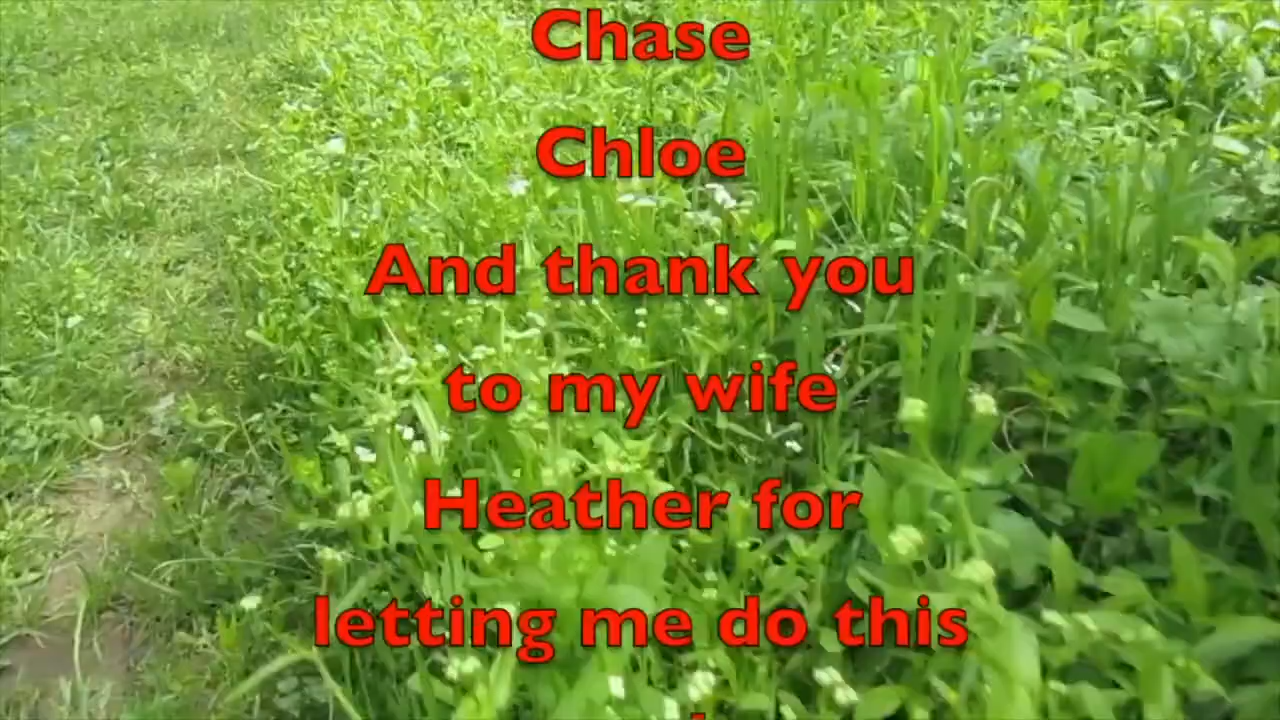 Chase
Chloe
And thank you
to my wife
Heather for
letting me do this